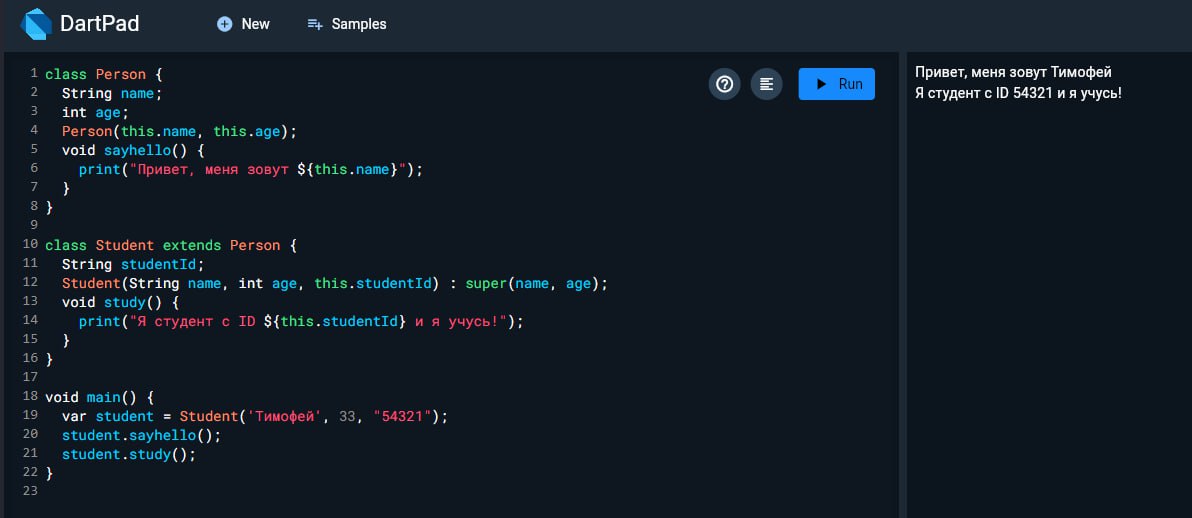 DartPad
New
Samples
1 class Person {
2   String name;
3   int age;
4   Person(this.name, this.age);
5   void sayhello() {
6     print("Привет, меня зовут ${this.name}");
7   }
8 }
9
10 class Student extends Person {
11   String studentId;
12   Student(String name, int age, this.studentId) : super(name, age);
13   void study() {
14     print("Я студент с ID ${this.studentId} и я учусь!");
15   }
16 }
17
18 void main() {
19   var student = Student('Тимофей', 33, "54321");
20   student.sayhello();
21   student.study();
22 }
23
Run
Привет, меня зовут Тимофей
Я студент с ID 54321 и я учусь!